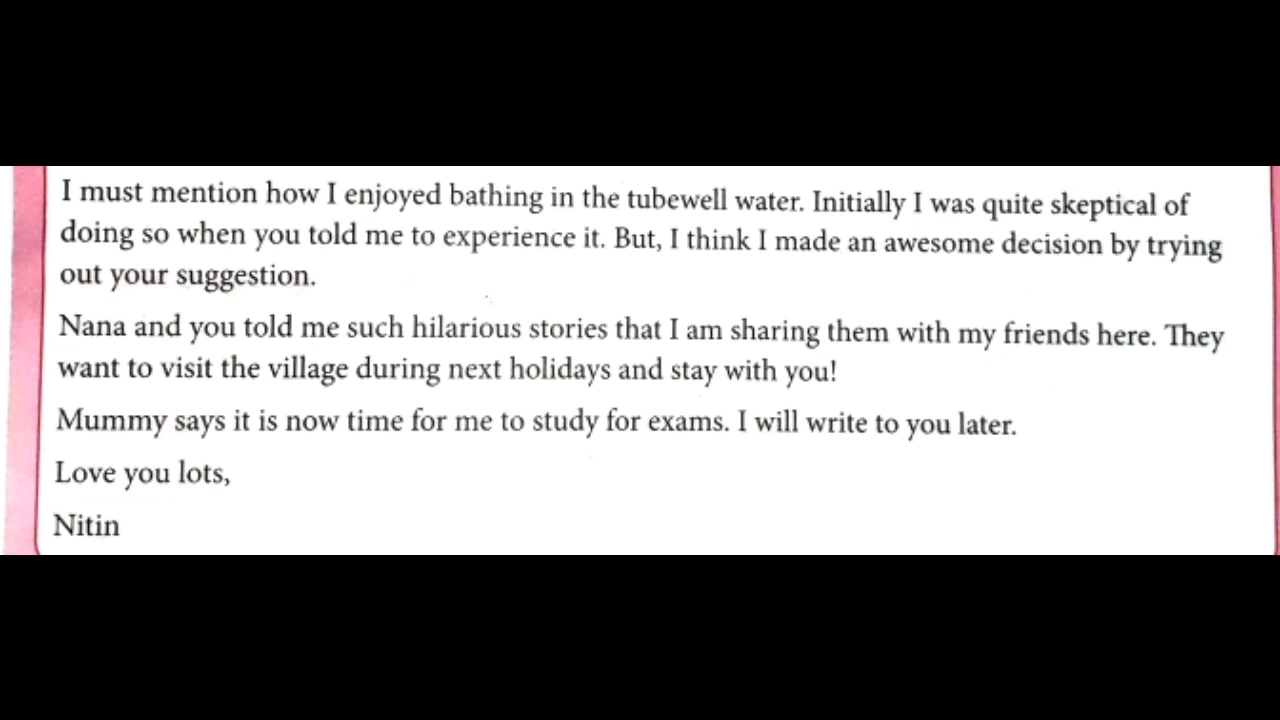 I must mention how I enjoyed bathing in the tubewell water. Initially I was quite skeptical of
doing so when you told me to experience it. But, I think I made an awesome decision by trying
out your suggestion.
Nana and you told me such hilarious stories that I am sharing them with my friends here. They
want to visit the village during next holidays and stay with you!
Mummy says it is now time for me to study for exams. I will write to you later.
Love you lots,
Nitin